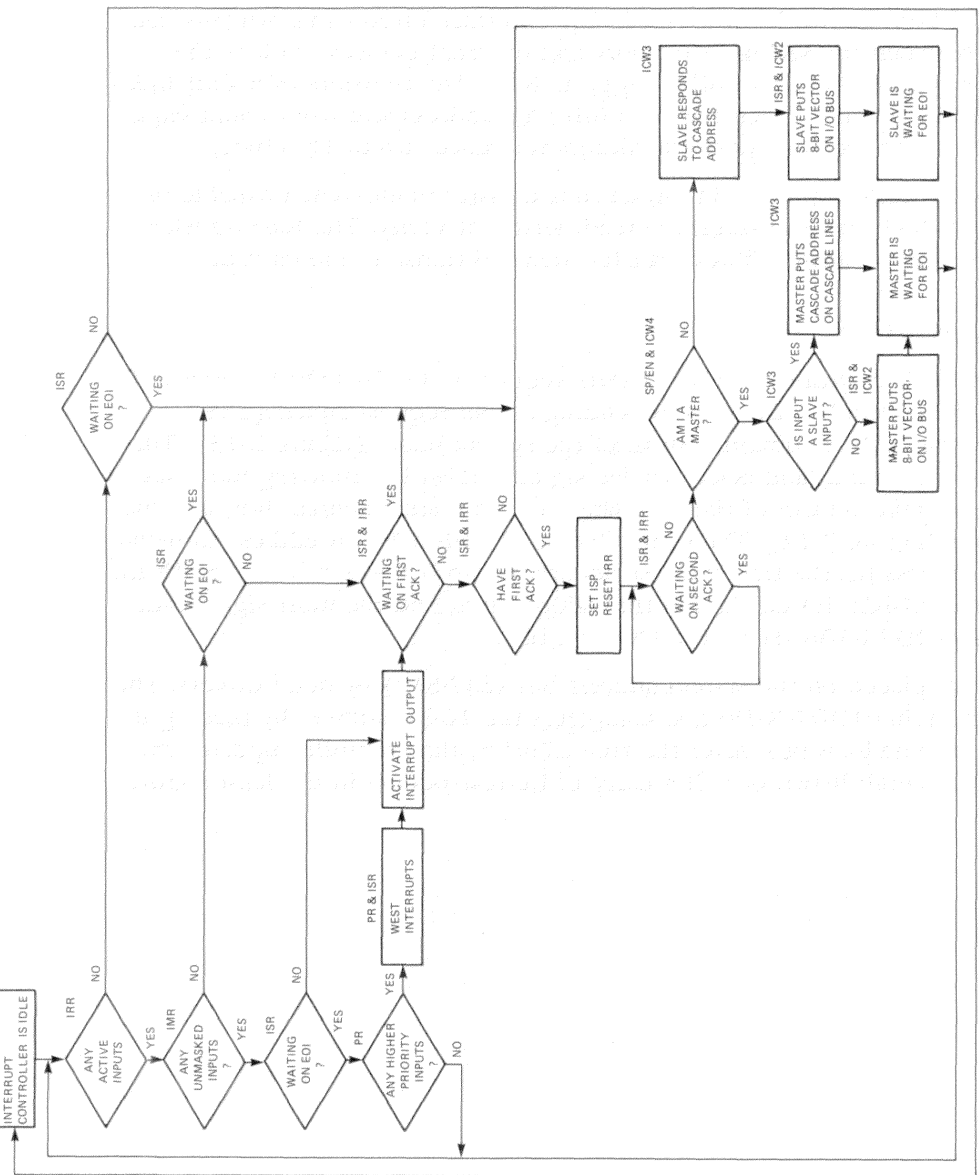 INTERRUPT
CONTROLLER IS IDLE
IRR
ANY
ACTIVE
INPUTS
NO
YES
ISR
WAITING
ON EOI
?
NO
YES
IMR
ANY
UNMASKED
INPUTS
?
NO
YES
ISR
WAITING
ON EOI
?
YES
NO
ISR
WAITING
ON EOI
?
NO
YES
PR
ANY HIGHER
PRIORITY
INPUTS
?
YES
NO
PR & ISR
WEST
INTERRUPTS
ACTIVATE
INTERRUPT OUTPUT
ISR & IRR
WAITING
ON FIRST
ACK ?
YES
NO
ISR & IRR
HAVE
FIRST
ACK ?
NO
YES
SET ISP
RESET IRR
ISR & IRR
WAITING
ON SECOND
ACK ?
NO
YES
SP/EN & ICW4
AM I A
MASTER
?
NO
YES
ICW3
SLAVE RESPONDS
TO CASCADE
ADDRESS
ISR & ICW2
SLAVE PUTS
8-BIT VECTOR
ON I/O BUS
SLAVE IS
WAITING
FOR EOI
ICW3
IS INPUT
A SLAVE
INPUT ?
YES
NO
ICW3
MASTER PUTS
CASCADE ADDRESS
ON CASCADE LINES
ISR &
ICW2
MASTER PUTS
8-BIT VECTOR-
ON I/O BUS
MASTER IS
WAITING
FOR EOI